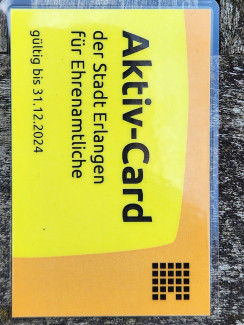 Aktiv-Card
der Stadt Erlangen
für Ehrenamtliche
gültig bis 31.12.2024